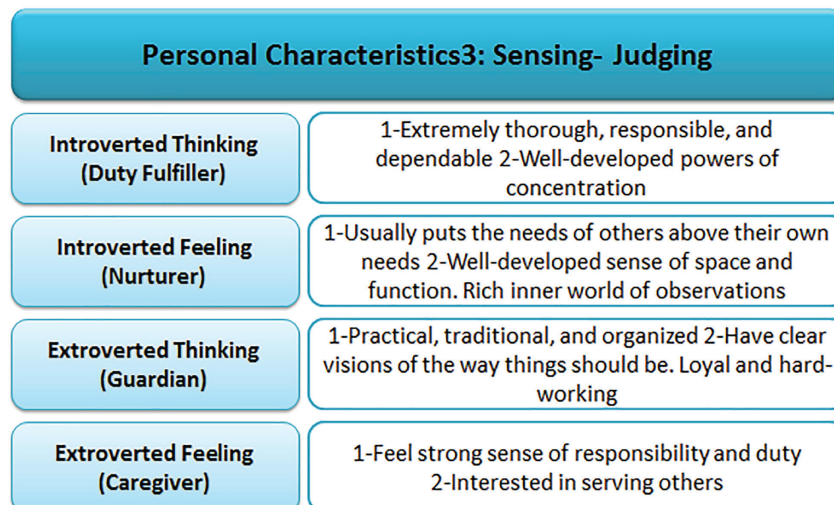 Personal Characteristics3: Sensing- Judging
Introverted Thinking
(Duty Fulfiller)
1-Extremely thorough, responsible, and
dependable 2-Well-developed powers of
concentration
Introverted Feeling
(Nurturer)
1-Usually puts the needs of others above their own
needs 2-Well-developed sense of space and
function. Rich inner world of observations
Extroverted Thinking
(Guardian)
1-Practical, traditional, and organized 2-Have clear
visions of the way things should be. Loyal and hard-
working
Extroverted Feeling
(Caregiver)
1-Feel strong sense of responsibility and duty
2-Interested in serving others